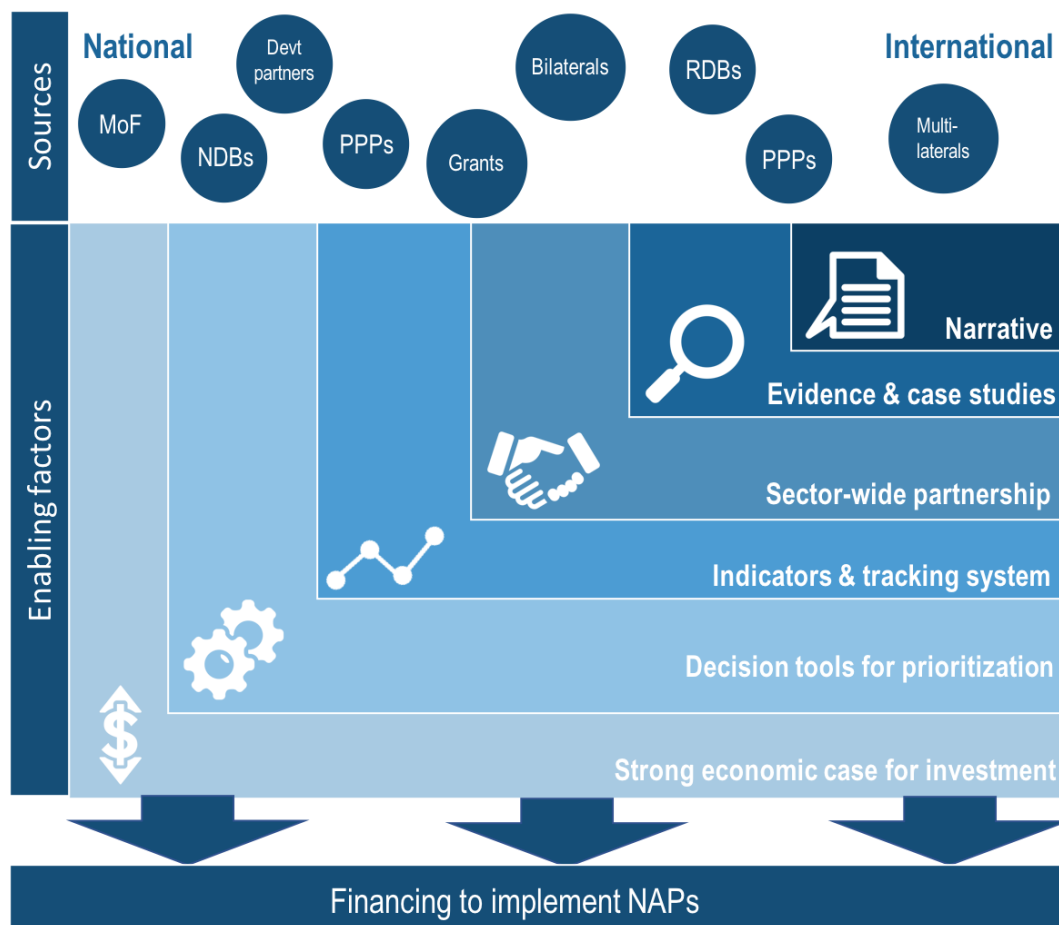 Sources
National
International
MoF
NDBs
Devt
partners
PPPs
Grants
Bilaterals
RDBs
PPPs
Multi-
laterals
Enabling factors
Narrative
Evidence & case studies
Sector-wide partnership
Indicators & tracking system
Decision tools for prioritization
$
Strong economic case for investment
Financing to implement NAPs